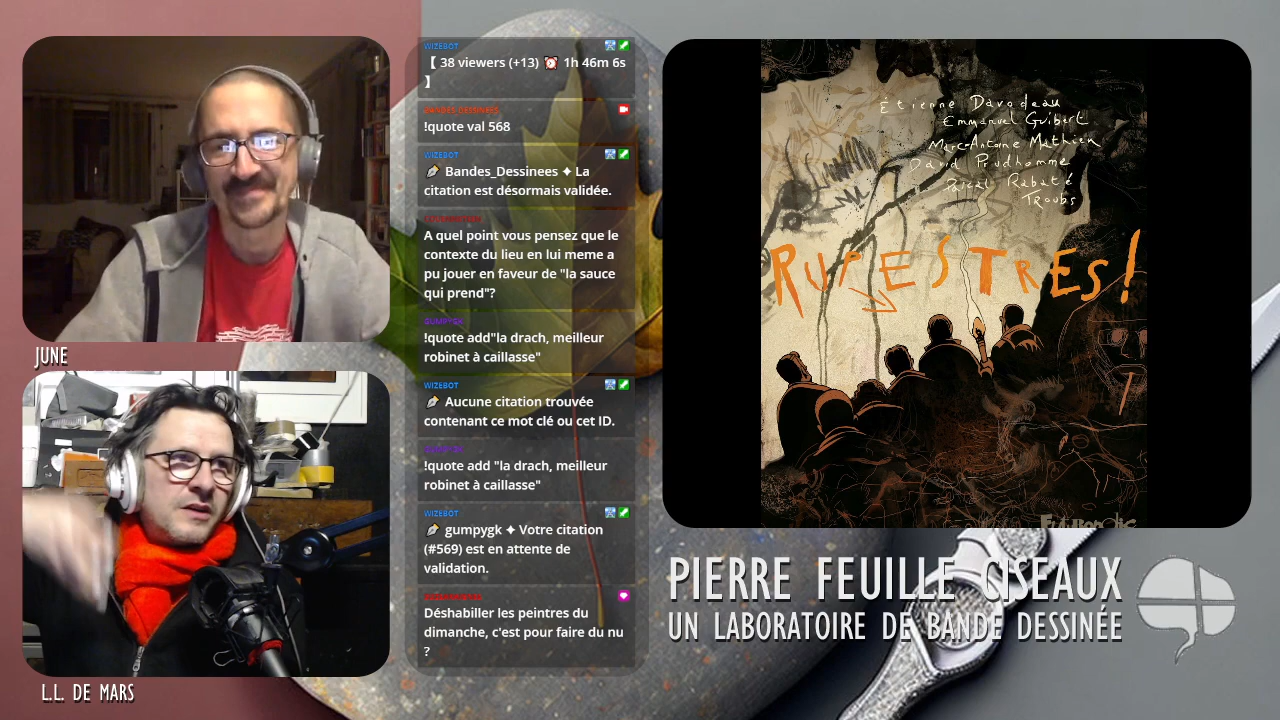 JUNE
L.L. DE MARS
WIZEBOT
【 38 viewers (+13) ⏰ 1h 46m 6s
】
BANDES_DESSINEES
!quote val 568
WIZEBOT
Bandes_Dessinees ✦ La
citation est désormais validée.
A quel point vous pensez que le
contexte du lieu en lui meme a
pu jouer en faveur de "la sauce
qui prend"?
GUMPYGK
!quote add"la drach, meilleur
robinet à caillasse"
WIZEBOT
Aucune citation trouvée
contenant ce mot clé ou cet ID.
GUMPYGK
!quote add "la drach, meilleur
robinet à caillasse"
WIZEBOT
gumpygk ✦ Votre citation
(#569) est en attente de
validation.
Déshabiller les peintres du
dimanche, c'est pour faire du nu
?
Étienne Davodeau
Emmanuel Guibert
Marc-Antoine Mathieu
David Prudhomme
Pascal Rabaté
Troubs
RUPESTRES!
Futuropolis
PIERRE FEUILLE CISEAUX
UN LABORATOIRE DE BANDE DESSINÉE